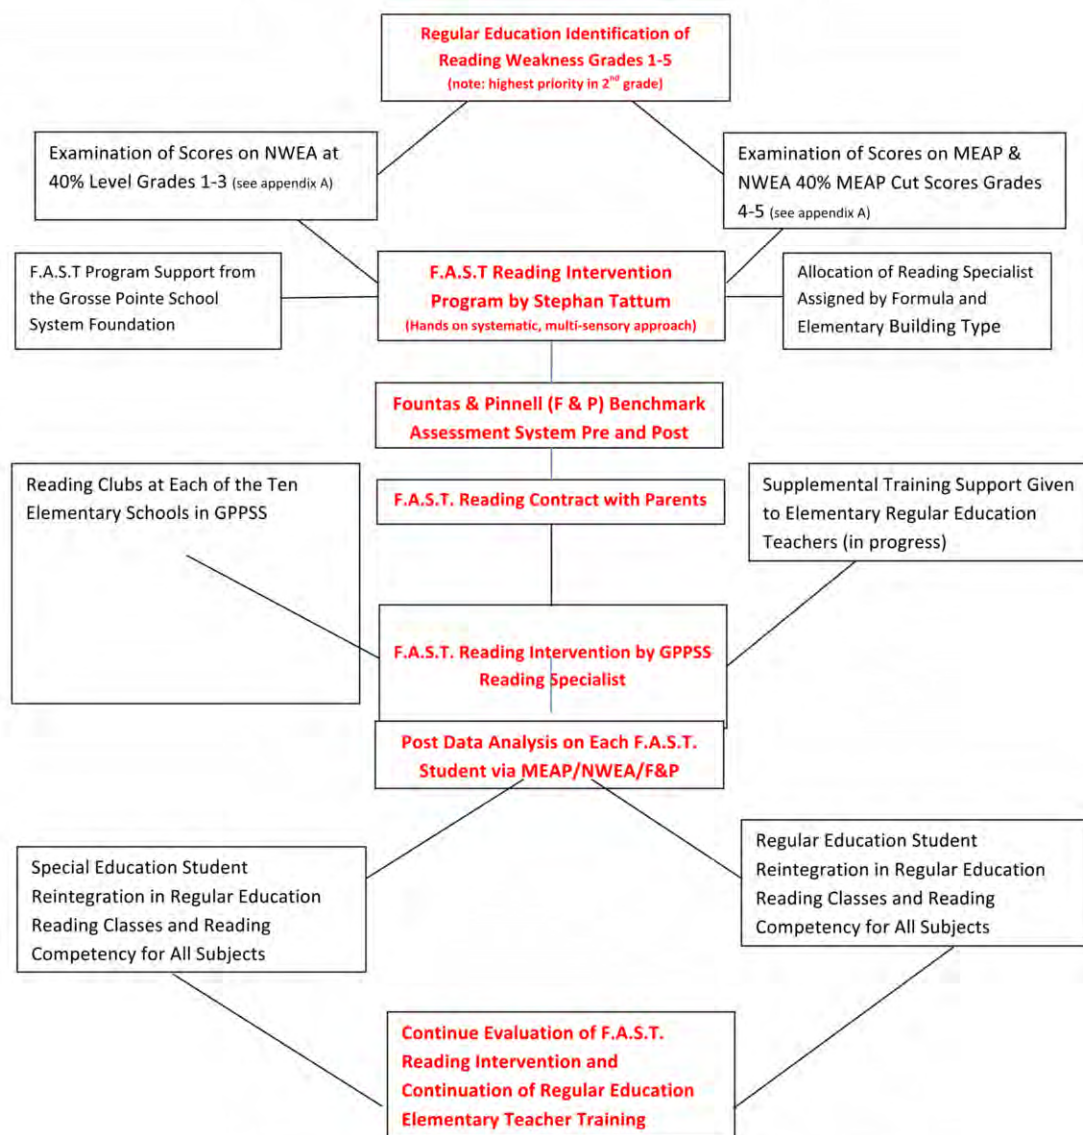 Regular Education Identification of
Reading Weakness Grades 1-5
(note: highest priority in 2nd grade)
Examination of Scores on NWEA at
40% Level Grades 1-3 (see appendix A)
Examination of Scores on MEAP &
NWEA 40% MEAP Cut Scores Grades
4-5 (see appendix A)
F.A.S.T Program Support from
the Grosse Pointe School
System Foundation
F.A.S.T Reading Intervention
Program by Stephan Tattum
(Hands on systematic, multi-sensory approach)
Allocation of Reading Specialist
Assigned by Formula and
Elementary Building Type
Fountas & Pinnell (F & P) Benchmark
Assessment System Pre and Post
Reading Clubs at Each of the Ten
Elementary Schools in GPPSS
F.A.S.T. Reading Contract with Parents
Supplemental Training Support Given
to Elementary Regular Education
Teachers (in progress)
F.A.S.T. Reading Intervention by GPPSS
Reading Specialist
Post Data Analysis on Each F.A.S.T.
Student via MEAP/NWEA/F&P
Special Education Student
Reintegration in Regular Education
Reading Classes and Reading
Competency for All Subjects
Regular Education Student
Reintegration in Regular Education
Reading Classes and Reading
Competency for All Subjects
Continue Evaluation of F.A.S.T.
Reading Intervention and
Continuation of Regular Education
Elementary Teacher Training